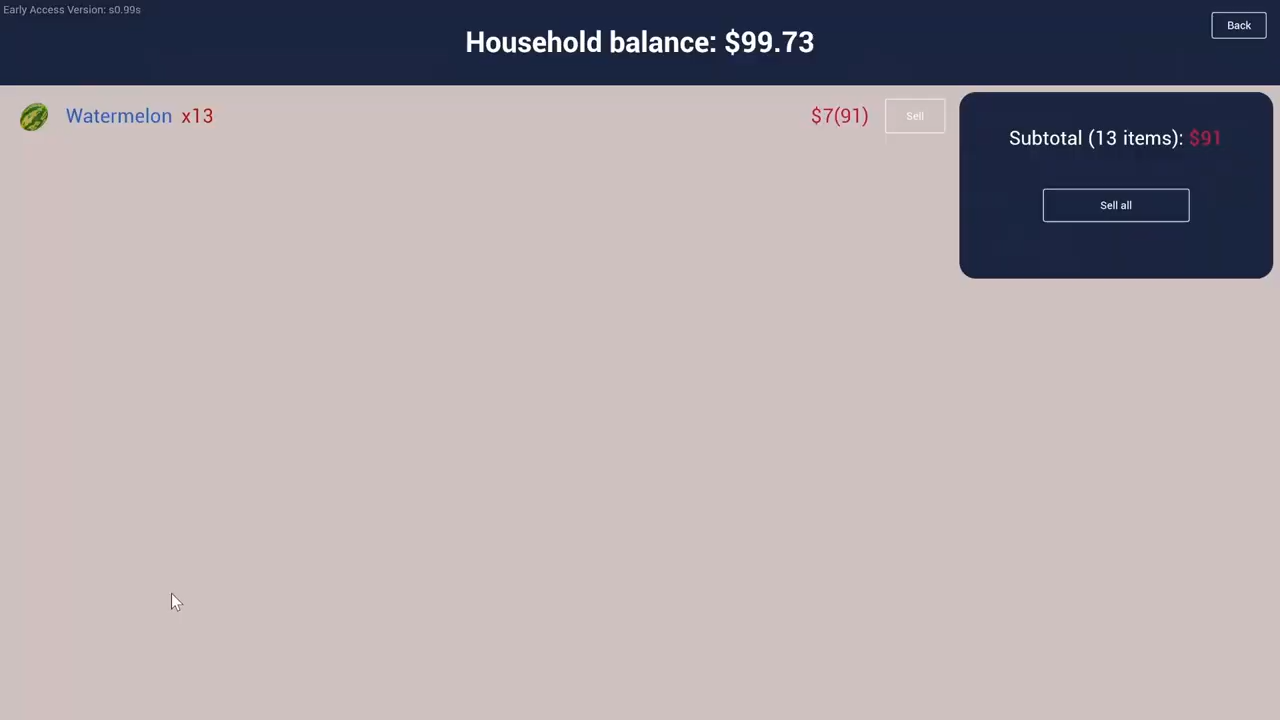 Early Access Version: s0.99s
Household balance: $99.73
Back
Watermelon x13 $7(91) Sell
Subtotal (13 items): $91
Sell all